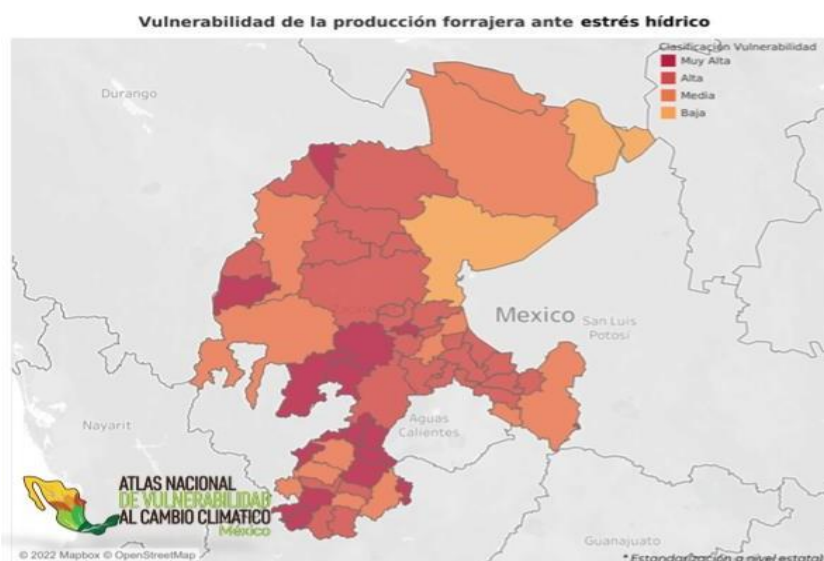 Vulnerabilidad de la producción forrajera ante estrés hídrico
Clasificación Vulnerabilidad
Muy Alta
Alta
Media
Baja
Durango
Mexico
San Luis
Potosí
Nayarit
Aguas
Calientes
ATLAS NACIONAL
DE VULNERABILIDAD
AL CAMBIO CLIMÁTICO
México
Guanajuato
© 2022 Mapbox © OpenStreetMap
* Estandarización a nivel estatal